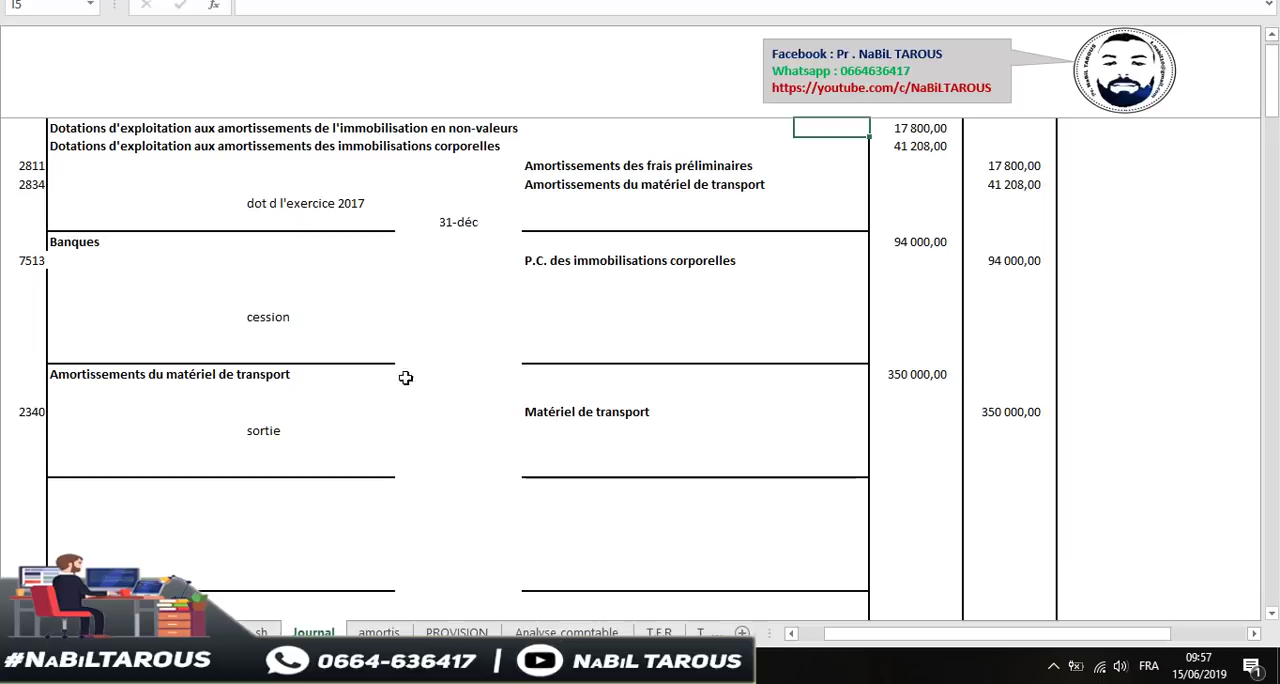 I5
fx
Facebook : Pr . NaBiL TAROUS
Whatsapp : 0664636417
https://youtube.com/c/NaBiLTAROUS
Dotations d'exploitation aux amortissements de l'immobilisation en non-valeurs 17 800,00
Dotations d'exploitation aux amortissements des immobilisations corporelles 41 208,00
2811 Amortissements des frais préliminaires 17 800,00
2834 Amortissements du matériel de transport 41 208,00
dot d l'exercice 2017
31-déc
Banques 94 000,00
7513 P.C. des immobilisations corporelles 94 000,00
cession
Amortissements du matériel de transport 350 000,00
2340 Matériel de transport 350 000,00
sortie
sh Journal amortis PROVISION Analyse comptable T.F.R T ...
#NaBiLTAROUS 0664-636417 | NaBiL TAROUS
FRA 09:57
15/06/2019
1